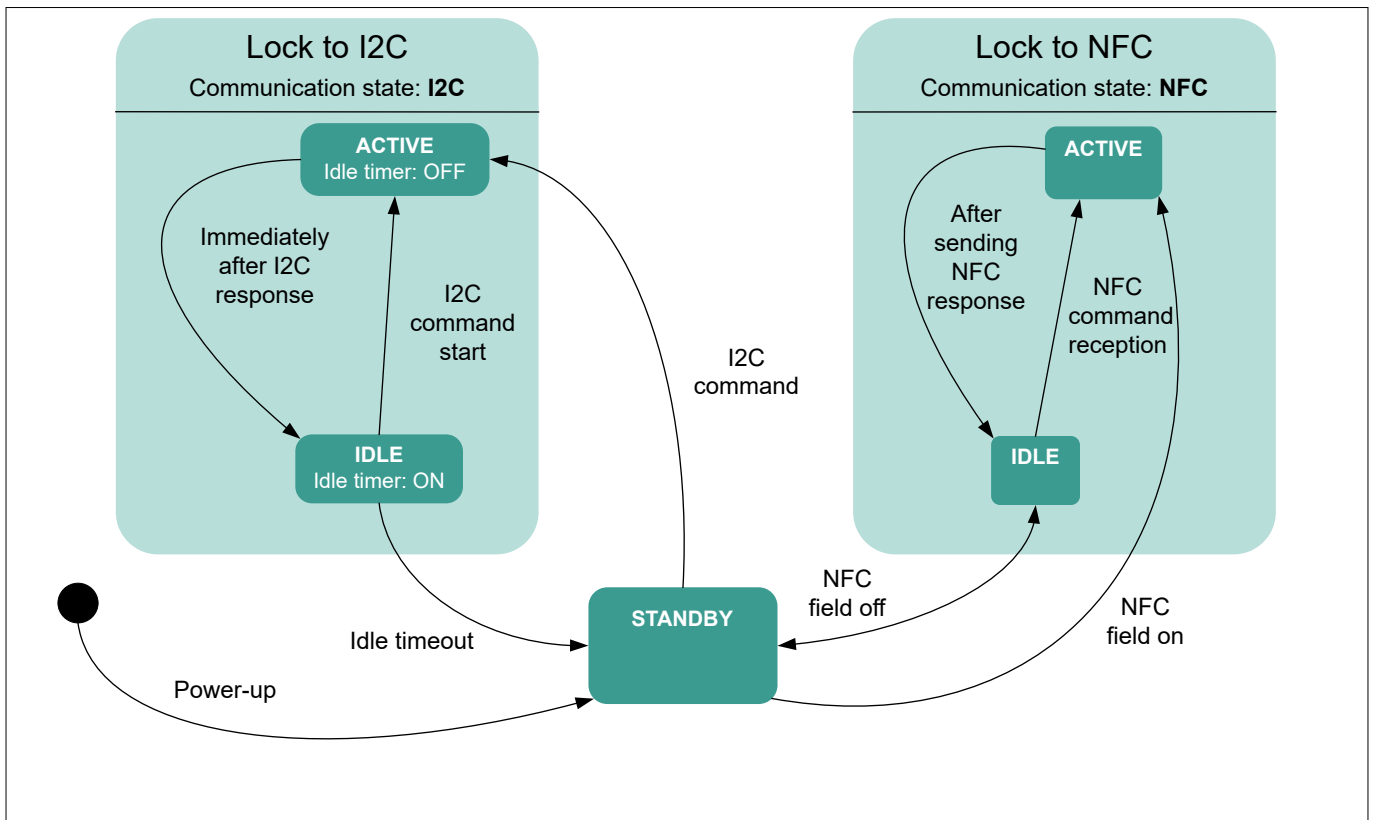 Lock to I2C
Communication state: I2C
ACTIVE
Idle timer: OFF
Immediately
after I2C
response
I2C
command
start
IDLE
Idle timer: ON
Lock to NFC
Communication state: NFC
ACTIVE
After
sending
NFC
response
NFC
command
reception
IDLE
I2C
command
STANDBY
NFC
field off
NFC
field on
Idle timeout
Power-up